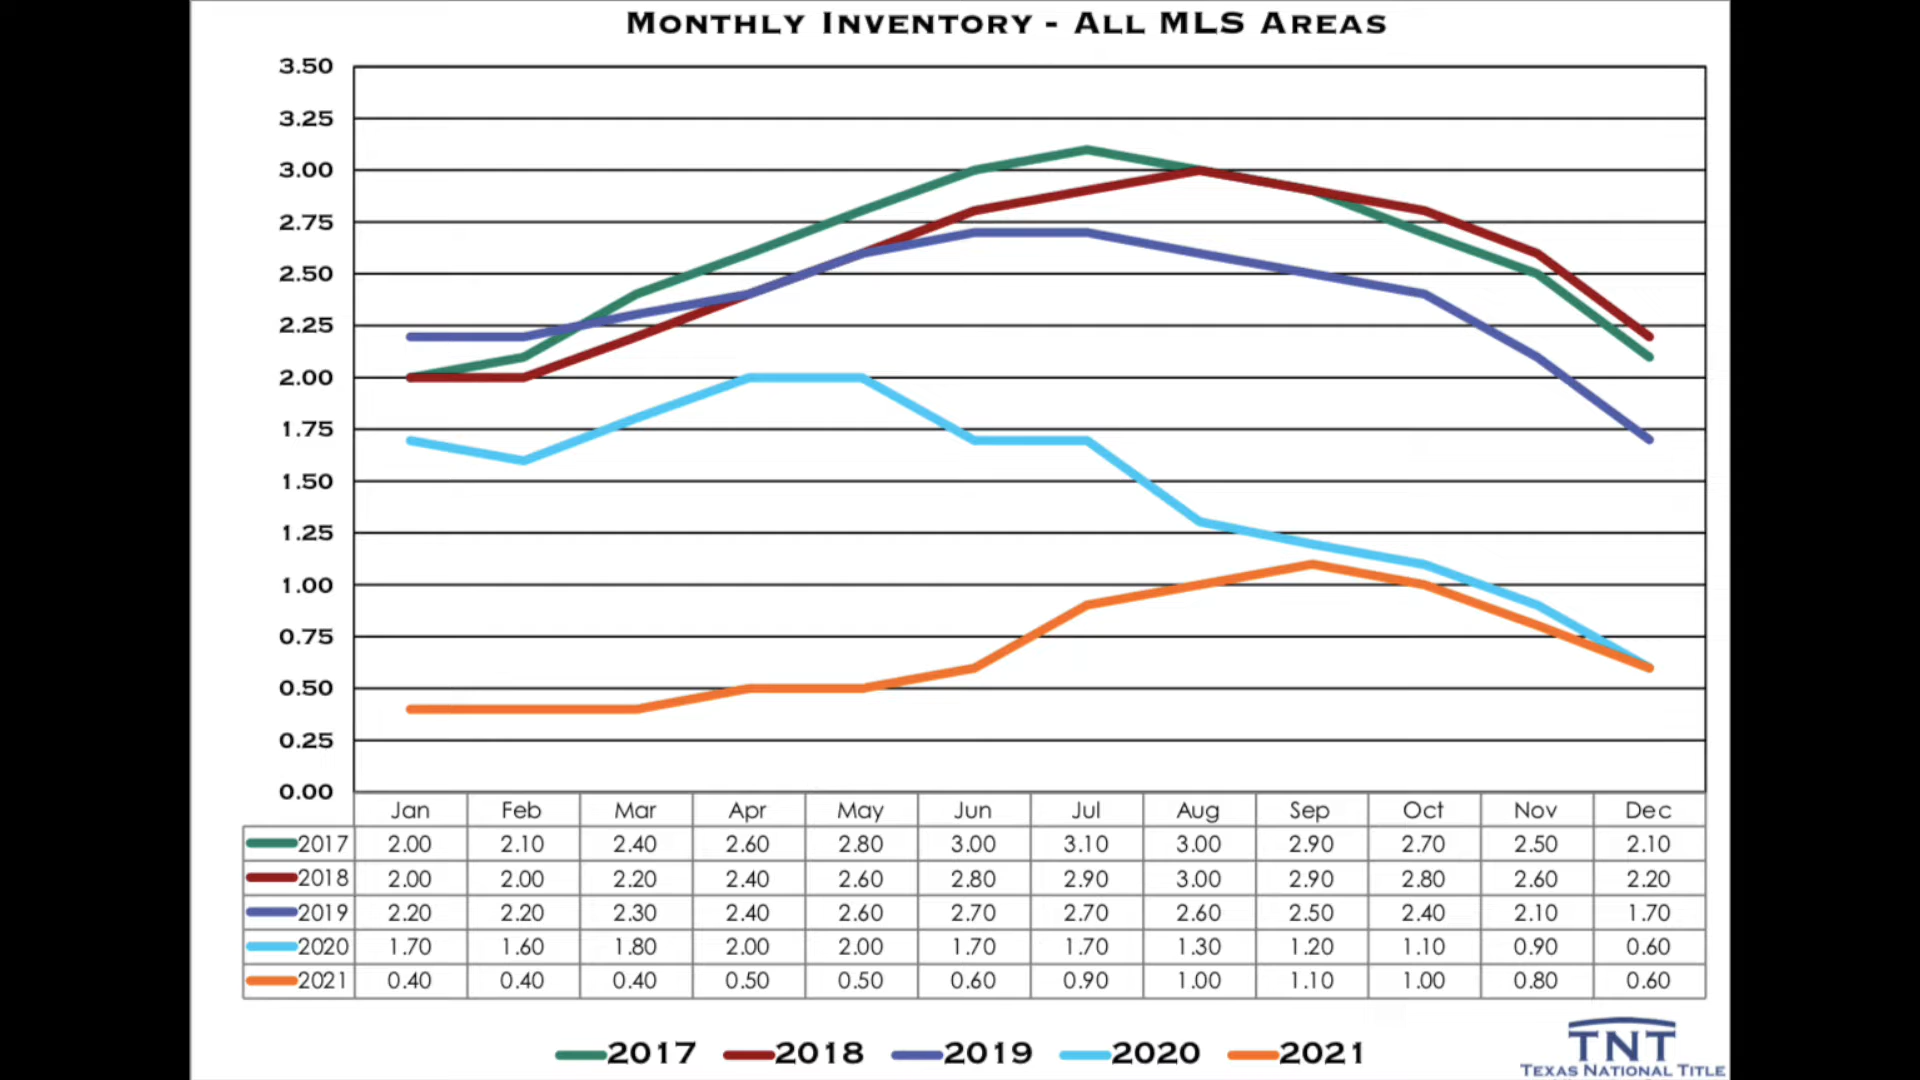 MONTHLY INVENTORY - ALL MLS AREAS
3.50
3.25
3.00
2.75
2.50
2.25
2.00
1.75
1.50
1.25
1.00
0.75
0.50
0.25
0.00
Jan Feb Mar Apr May Jun Jul Aug Sep Oct Nov Dec
2017 2.00 2.10 2.40 2.60 2.80 3.00 3.10 3.00 2.90 2.70 2.50 2.10
2018 2.00 2.00 2.20 2.40 2.60 2.80 2.90 3.00 2.90 2.80 2.60 2.20
2019 2.20 2.20 2.30 2.40 2.60 2.70 2.70 2.60 2.50 2.40 2.10 1.70
2020 1.70 1.60 1.80 2.00 2.00 1.70 1.70 1.30 1.20 1.10 0.90 0.60
2021 0.40 0.40 0.40 0.50 0.50 0.60 0.90 1.00 1.10 1.00 0.80 0.60
2017 2018 2019 2020 2021
TNT
TEXAS NATIONAL TITLE